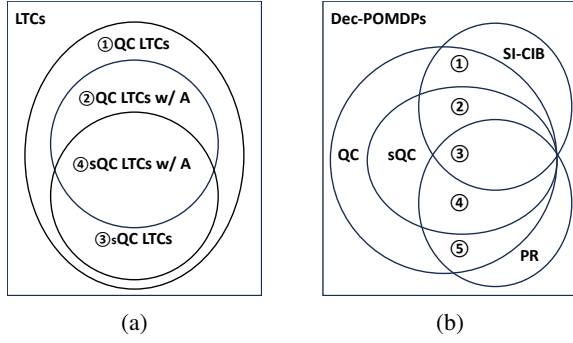 LTCs
①QC LTCs
②QC LTCs w/ A
④sQC LTCs w/ A
③sQC LTCs
(a)
Dec-POMDPs
SI-CIB
①
②
QC
sQC
③
④
⑤
PR
(b)